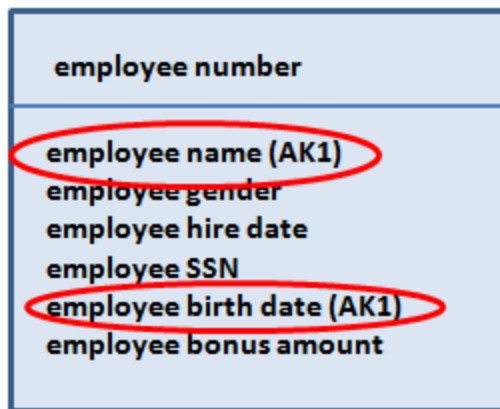 employee number
employee name (AK1)
employee gender
employee hire date
employee SSN
employee birth date (AK1)
employee bonus amount